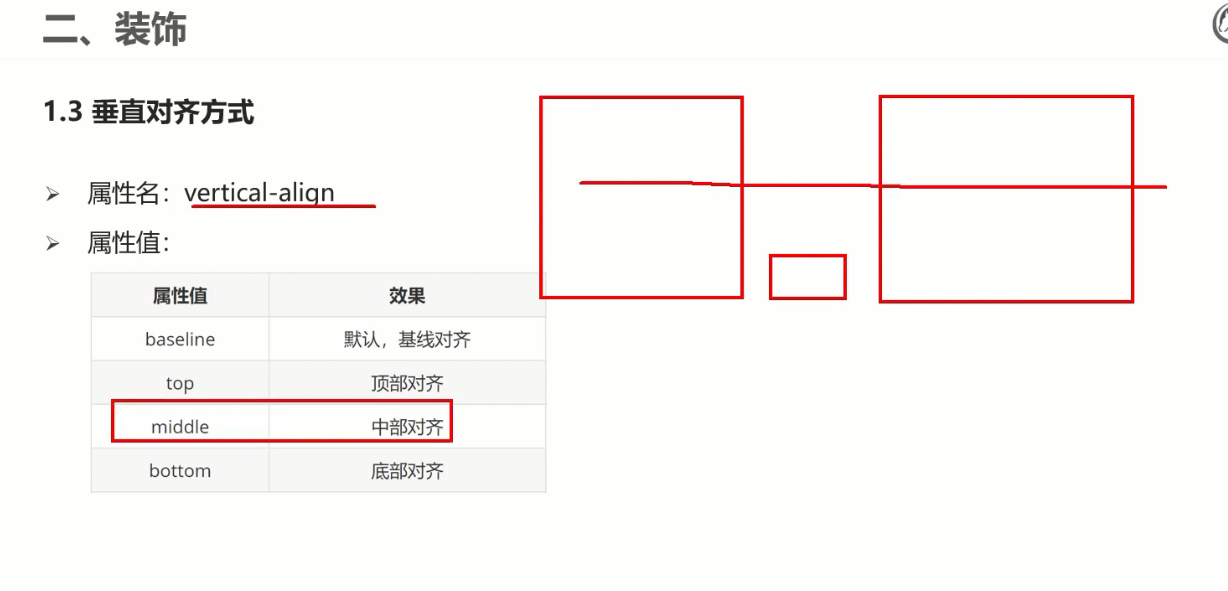 二、装饰
1.3 垂直对齐方式
➢ 属性名：vertical-align
➢ 属性值：
属性值 效果
baseline 默认，基线对齐
top 顶部对齐
middle 中部对齐
bottom 底部对齐